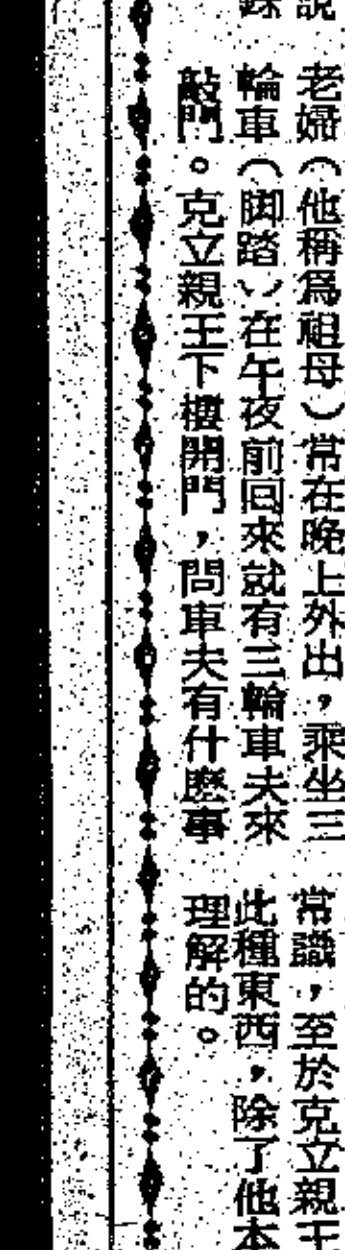 說
老婦（他稱爲祖母）常在晚上外出，乘坐三
輪車（脚踏）在午夜前囘來就有三輪車夫來
敲門。克立親王下樓開門，問車夫有什麽事
常識，至於克立親王
此種東西，除了他本
理解的。